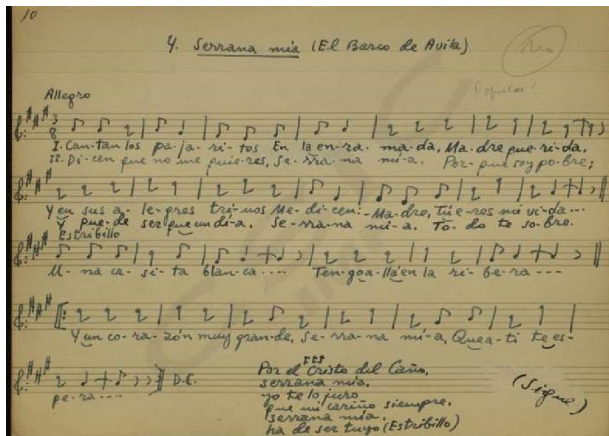 10
4. Serrana mía (El Barco de Avila)
Popular?
Allegro
3
8
I. Can-tan los pa-ja-ri-tos En la en-ra-ma-da, Ma-dre que-ri-da,
II. Di-cen que no me quie-res, Se-rra-na mí-a. Por-que soy po-bre;
Y en sus a-le-gres tri-nos Me-di-cen:- Ma-dre, Tú e-res mi vi-da---
Y pue-de ser que un dí-a, Se-rra-na mí-a. To-do te so-bre.
Estribillo
U-na ca-si-ta blan-ca.... Ten-go a-llá en la ri-be-ra----
Y un co-ra-zón muy gran-de, Se-rra-na mí-a, Que a-ti te es-
pe-ra----
D.C.
Por el Cristo del Caño,
serrana mía,
yo te lo juro
que mi cariño siempre,
serrana mía,
ha de ser tuyo (Estribillo)
(Sigue)